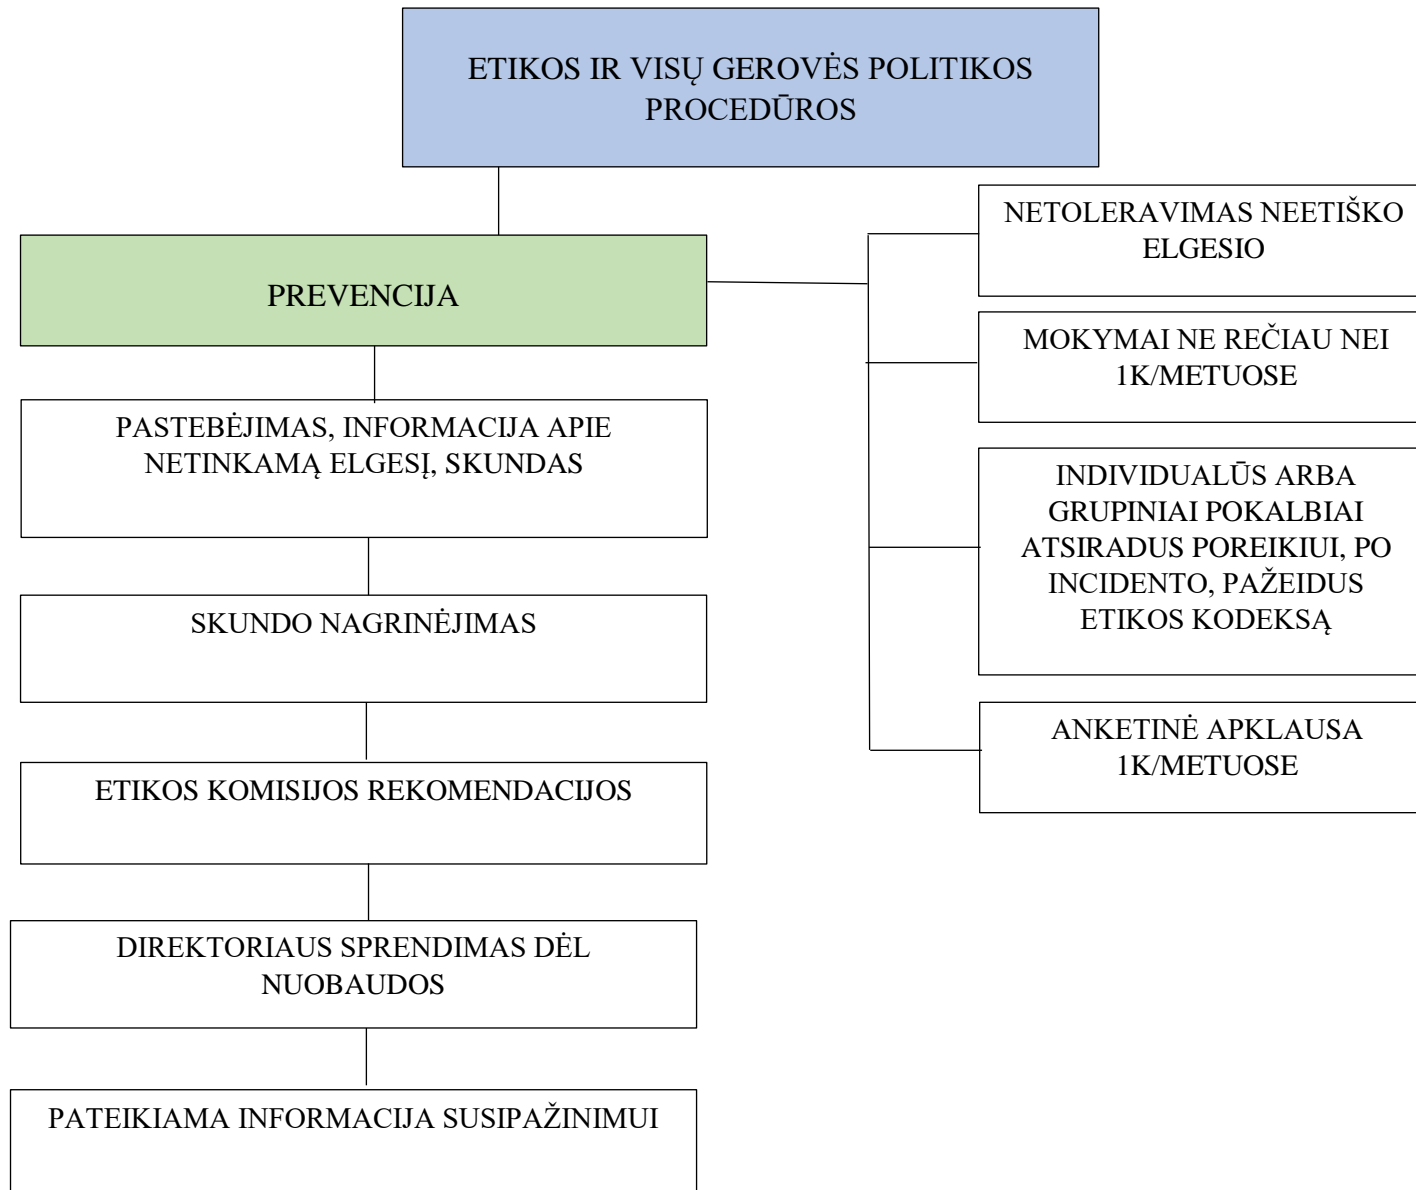 ETIKOS IR VISŲ GEROVĖS POLITIKOS
PROCEDŪROS
PREVENCIJA
PASTEBĖJIMAS, INFORMACIJA APIE
NETINKAMĄ ELGESĮ, SKUNDAS
SKUNDO NAGRINĖJIMAS
ETIKOS KOMISIJOS REKOMENDACIJOS
DIREKTORIAUS SPRENDIMAS DĖL
NUOBAUDOS
PATEIKIAMA INFORMACIJA SUSIPAŽINIMUI
NETOLERAVIMAS NEETIŠKO
ELGESIO
MOKYMAI NE REČIAU NEI
1K/METUOSE
INDIVIDUALŪS ARBA
GRUPINIAI POKALBIAI
ATSIRADUS POREIKIUI, PO
INCIDENTO, PAŽEIDUS
ETIKOS KODEKSĄ
ANKETINĖ APKLAUSA
1K/METUOSE